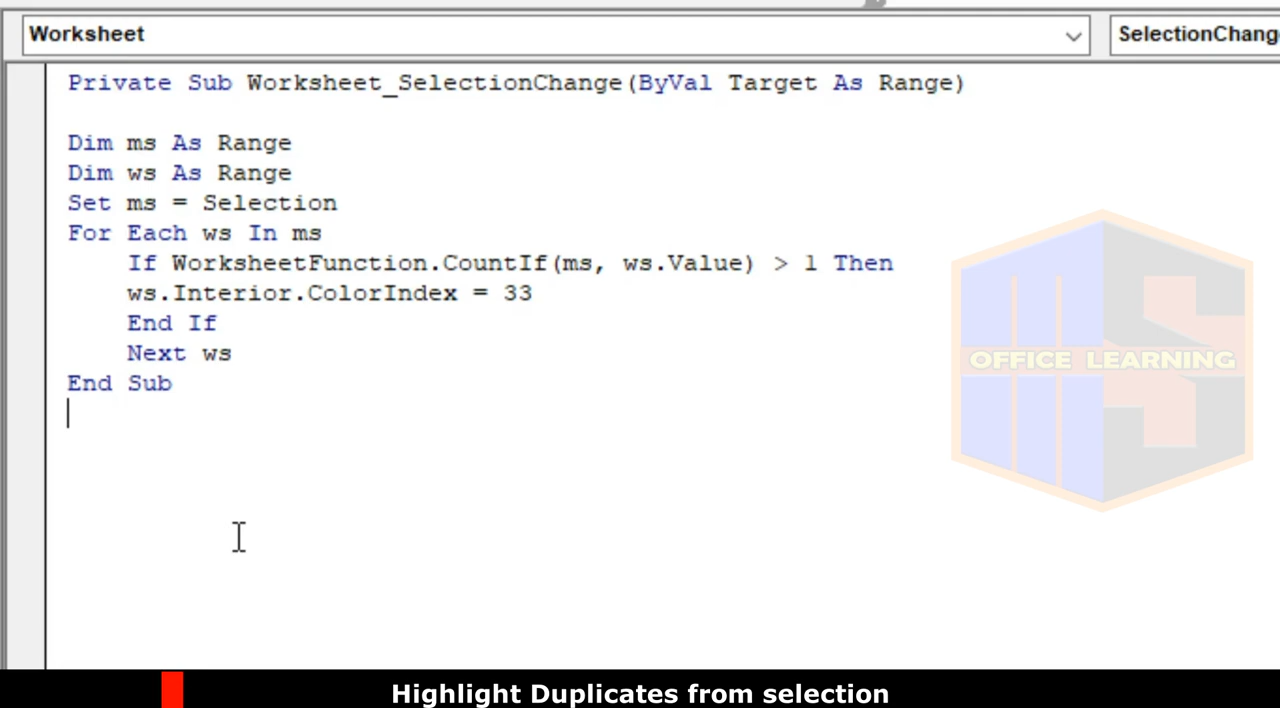 Worksheet
SelectionChang
Private Sub Worksheet_SelectionChange(ByVal Target As Range)
Dim ms As Range
Dim ws As Range
Set ms = Selection
For Each ws In ms
If WorksheetFunction.CountIf(ms, ws.Value) > 1 Then
ws.Interior.ColorIndex = 33
End If
Next ws
End Sub
MS
OFFICE LEARNING
Highlight Duplicates from selection